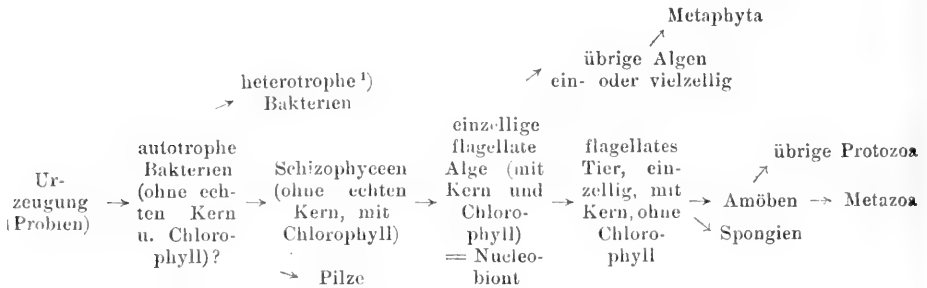 Metaphyta
übrige Algen
ein- oder vielzellig
heterotrophe ¹)
Bakterien
Ur-
zeugung
(Probien)
autotrophe
Bakterien
(ohne ech-
ten Kern
u. Chloro-
phyll)?
Schizophyceen
(ohne echten
Kern, mit
Chlorophyll)
Pilze
einzellige
flagellate
Alge (mit
Kern und
Chloro-
phyll)
= Nucleo-
biont
flagellates
Tier, ein-
zellig, mit
Kern, ohne
Chloro-
phyll
übrige Protozoa
Amöben → Metazoa
Spongien